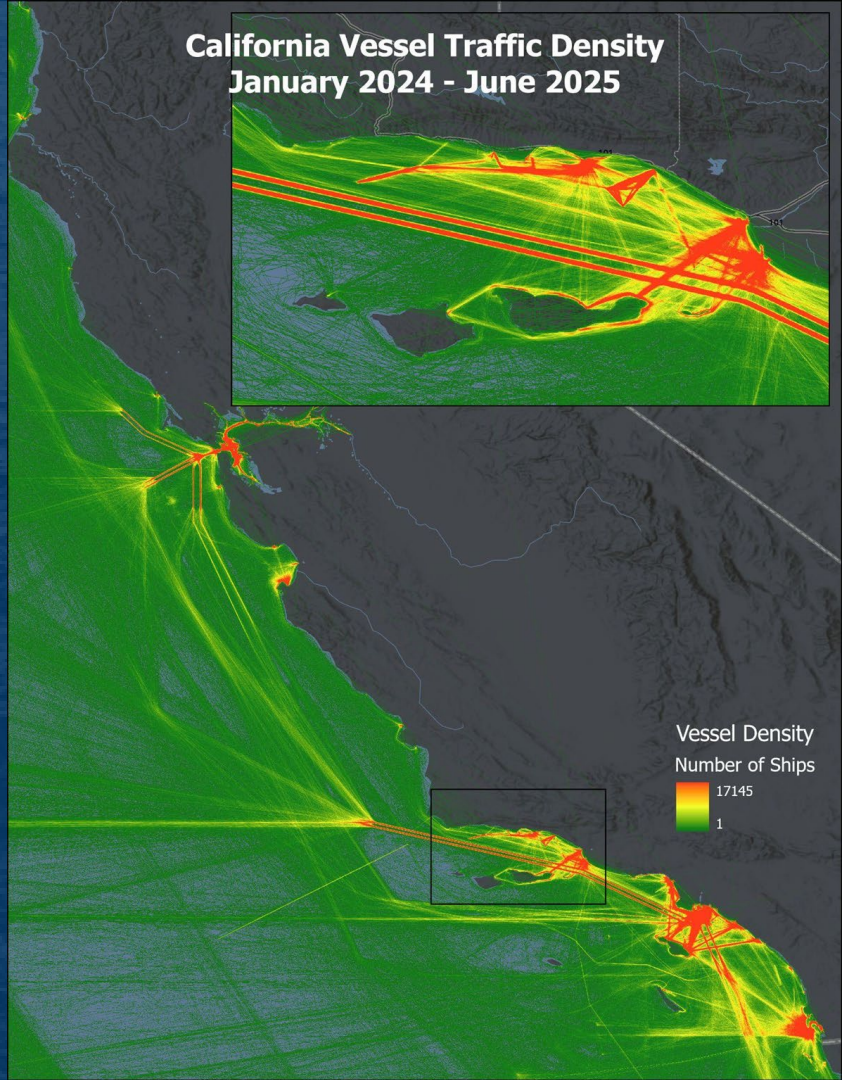 California Vessel Traffic Density
January 2024 - June 2025
101
101
Vessel Density
Number of Ships
17145
1